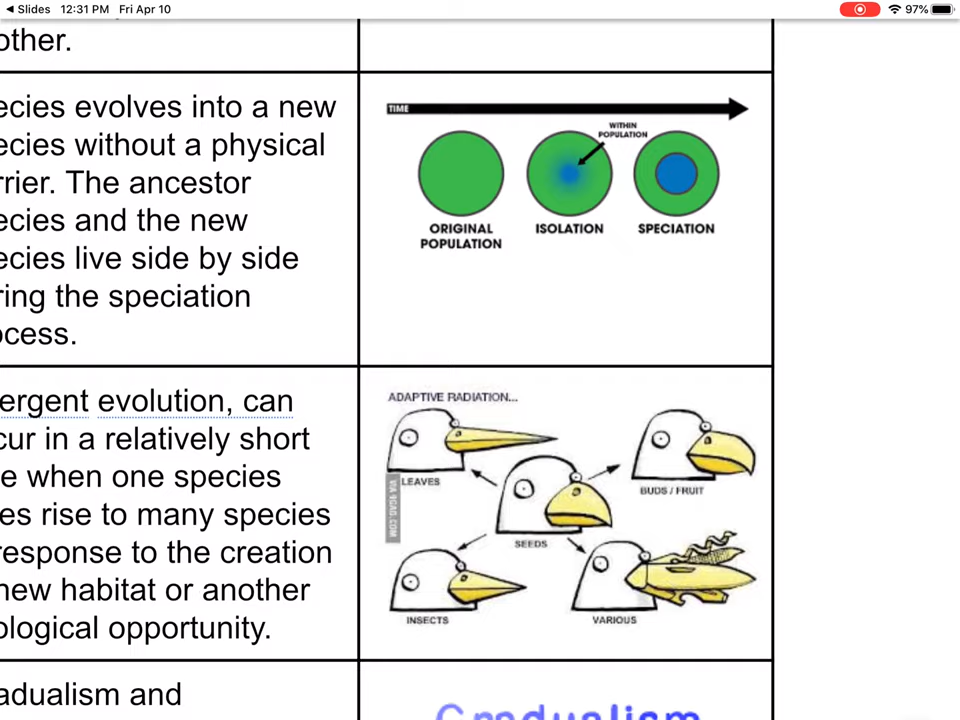 Slides 12:31 PM Fri Apr 10
97%
other.
ecies evolves into a new
ecies without a physical
rrier. The ancestor
ecies and the new
ecies live side by side
ring the speciation
ocess.
TIME
WITHIN
POPULATION
ORIGINAL
POPULATION
ISOLATION
SPECIATION
ergent evolution, can
cur in a relatively short
e when one species
es rise to many species
response to the creation
new habitat or another
ological opportunity.
ADAPTIVE RADIATION...
LEAVES
BUDS / FRUIT
VIA 9GAG.COM
SEEDS
INSECTS
VARIOUS
adualism and
Gradualism